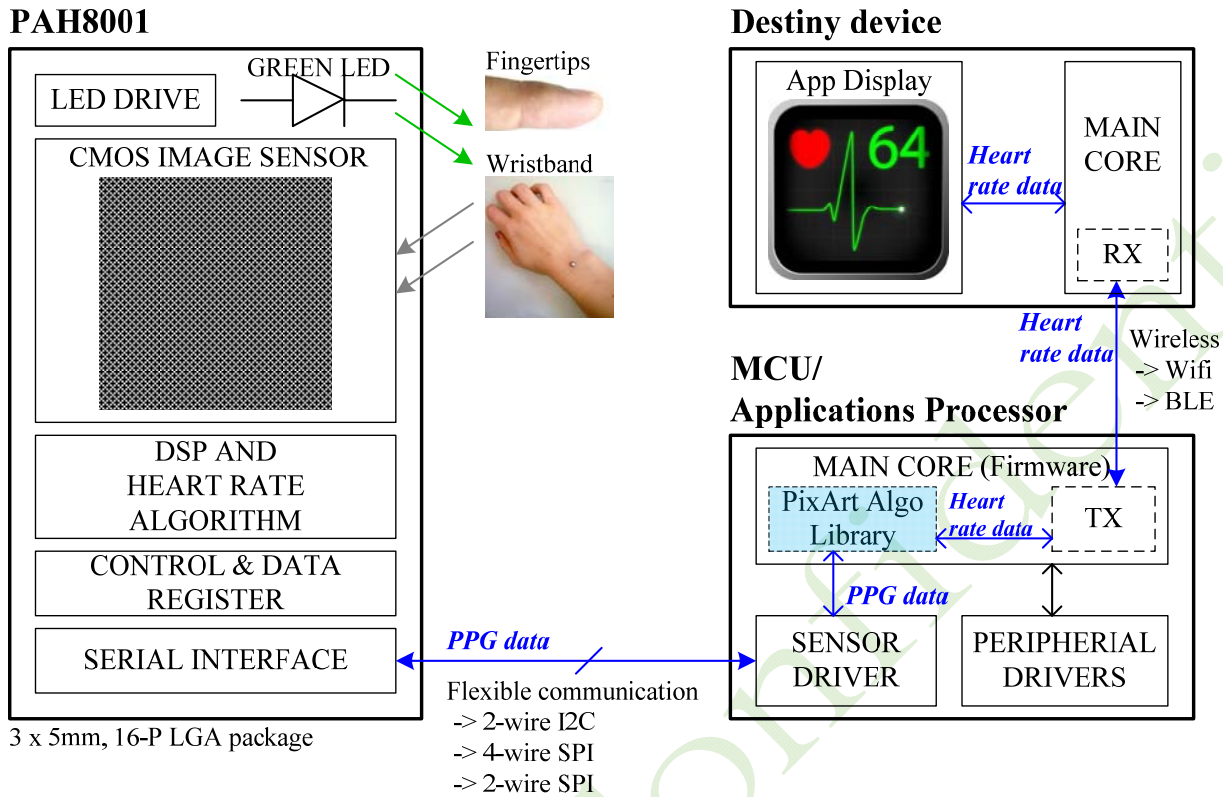 PAH8001
LED DRIVE
GREEN LED
CMOS IMAGE SENSOR
DSP AND
HEART RATE
ALGORITHM
CONTROL & DATA
REGISTER
SERIAL INTERFACE
3 x 5mm, 16-P LGA package
Fingertips
Wristband
PPG data
Flexible communication
-> 2-wire I2C
-> 4-wire SPI
-> 2-wire SPI
Destiny device
App Display
64
Heart
rate data
MAIN
CORE
RX
Heart
rate data
Wireless
-> Wifi
-> BLE
MCU/
Applications Processor
MAIN CORE (Firmware)
PixArt Algo
Library
Heart
rate data
TX
PPG data
SENSOR
DRIVER
PERIPHERIAL
DRIVERS
onfidenti